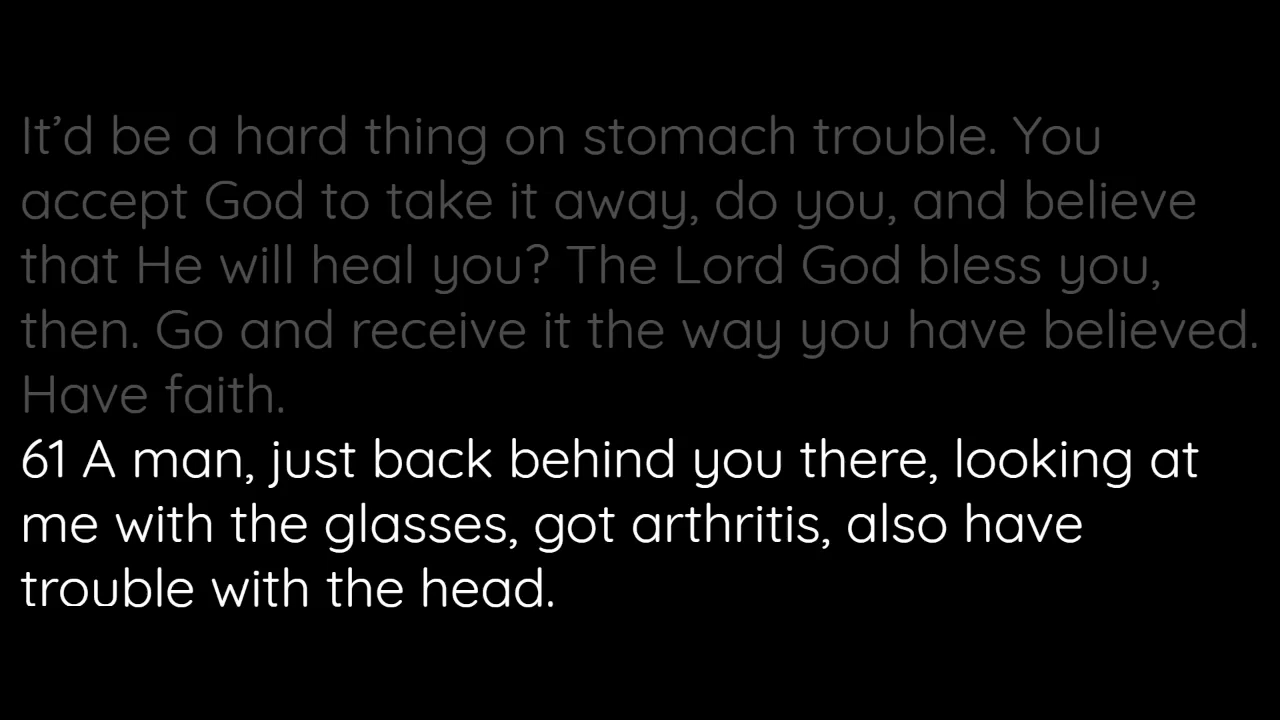 It’d be a hard thing on stomach trouble. You
accept God to take it away, do you, and believe
that He will heal you? The Lord God bless you,
then. Go and receive it the way you have believed.
Have faith.
61 A man, just back behind you there, looking at
me with the glasses, got arthritis, also have
trouble with the head.